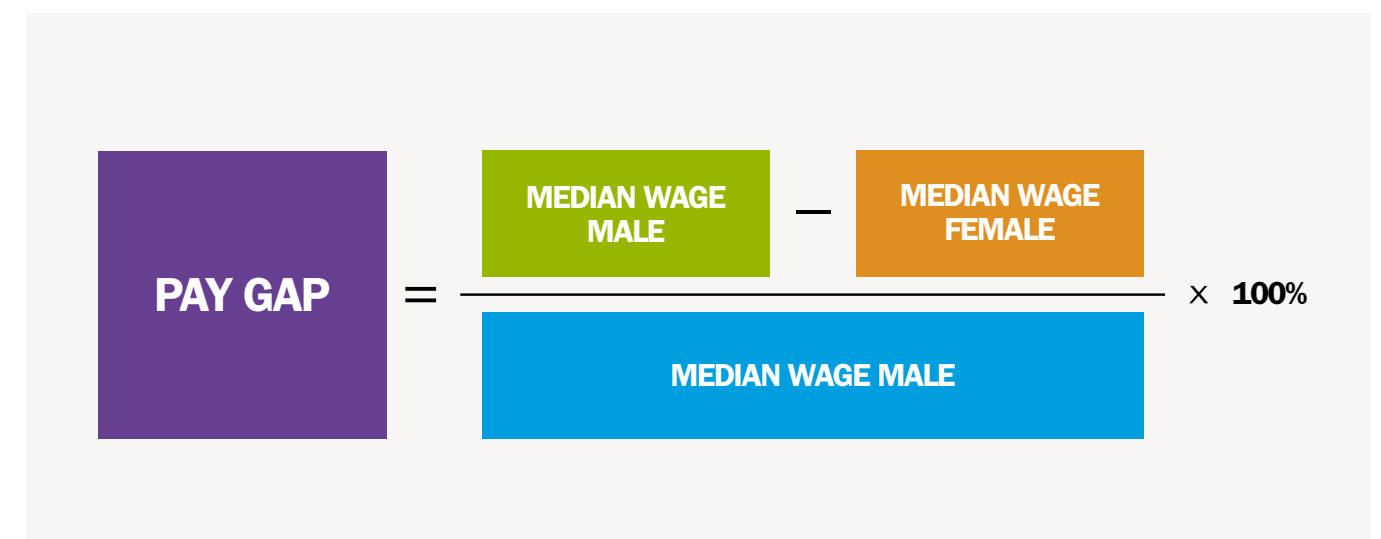 PAY GAP
=
MEDIAN WAGE
MALE
—
MEDIAN WAGE
FEMALE
MEDIAN WAGE MALE
x 100%